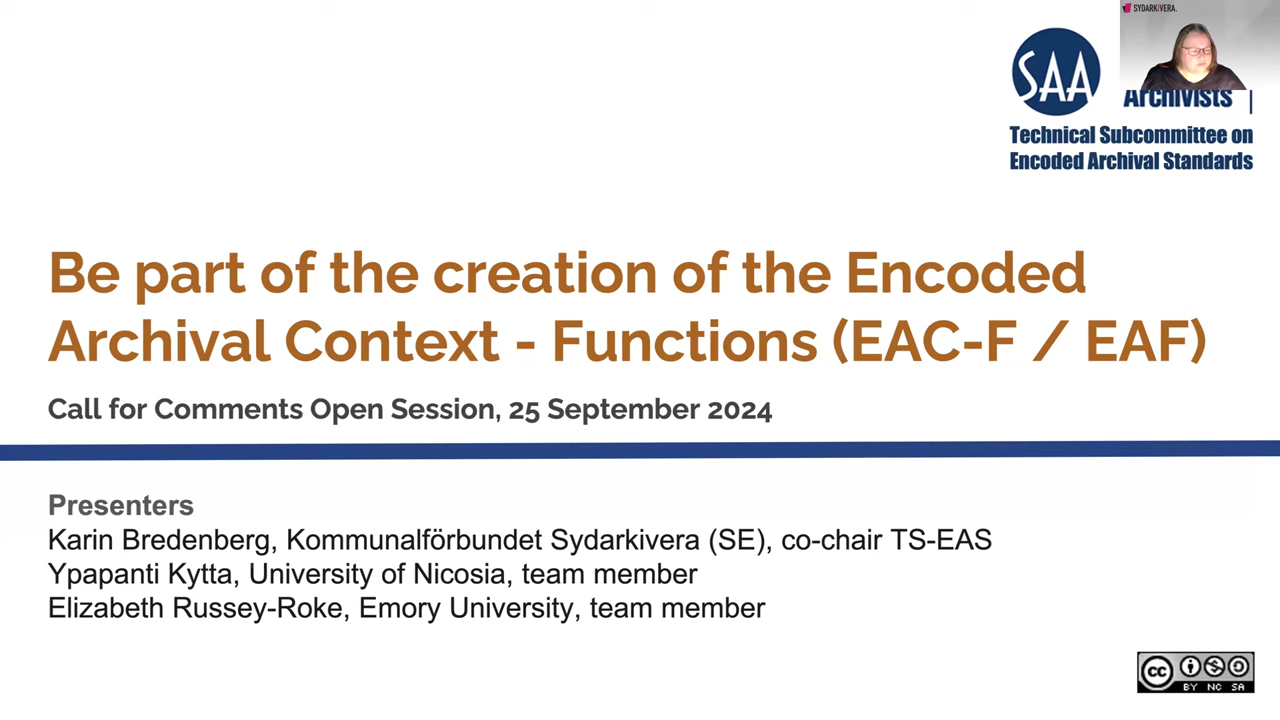 SYDARKIVERA.
SAA
Archivists |
Technical Subcommittee on
Encoded Archival Standards
Be part of the creation of the Encoded
Archival Context - Functions (EAC-F / EAF)
Call for Comments Open Session, 25 September 2024
Presenters
Karin Bredenberg, Kommunalförbundet Sydarkivera (SE), co-chair TS-EAS
Ypapanti Kytta, University of Nicosia, team member
Elizabeth Russey-Roke, Emory University, team member
cc
BY NC SA